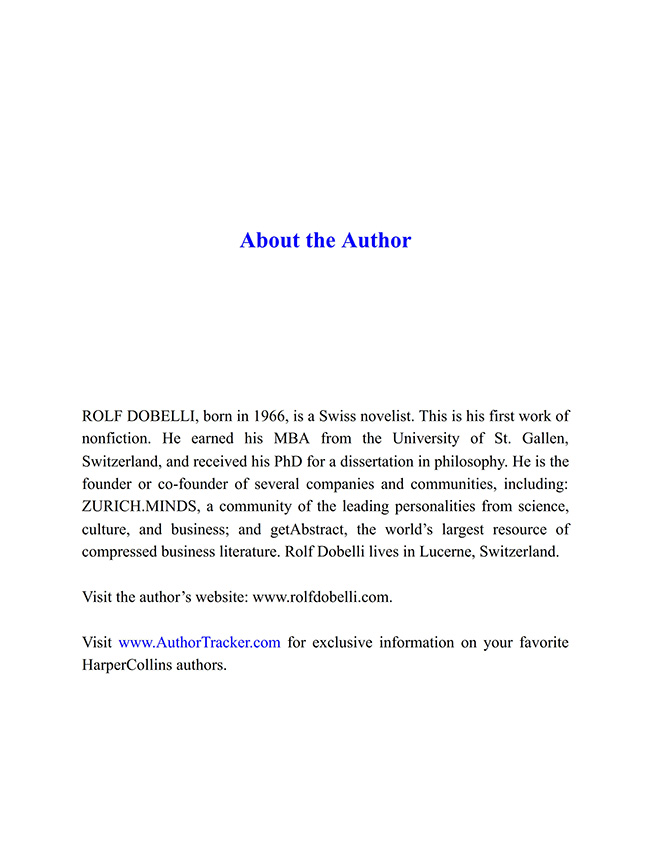 About the Author
ROLF DOBELLI, born in 1966, is a Swiss novelist. This is his first work of
nonfiction. He earned his MBA from the University of St. Gallen,
Switzerland, and received his PhD for a dissertation in philosophy. He is the
founder or co-founder of several companies and communities, including:
ZURICH.MINDS, a community of the leading personalities from science,
culture, and business; and getAbstract, the world’s largest resource of
compressed business literature. Rolf Dobelli lives in Lucerne, Switzerland.
Visit the author’s website: www.rolfdobelli.com.
Visit www.AuthorTracker.com for exclusive information on your favorite
HarperCollins authors.